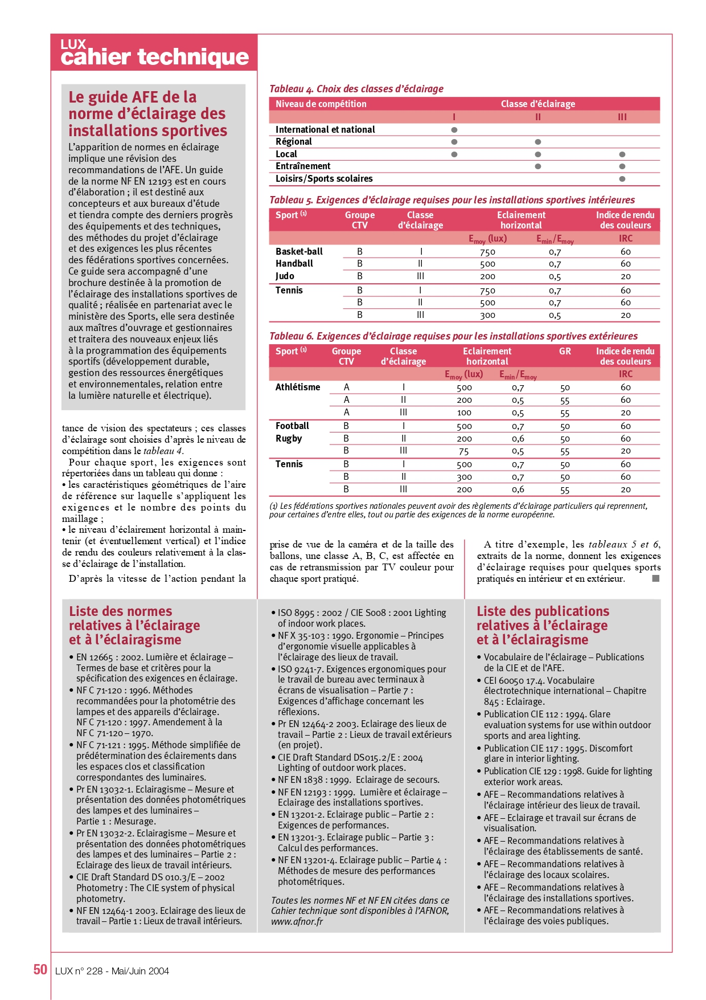 LUX
cahier technique
Le guide AFE de la
norme d'éclairage des
installations sportives
L'apparition de normes en éclairage
implique une révision des
recommandations de l'AFE. Un guide
de la norme NF EN 12193 est en cours
d'élaboration ; il est destiné aux
concepteurs et aux bureaux d'étude
et tiendra compte des derniers progrès
des équipements et des techniques,
des méthodes du projet d'éclairage
et des exigences les plus récentes
des fédérations sportives concernées.
Ce guide sera accompagné d'une
brochure destinée à la promotion de
l'éclairage des installations sportives de
qualité ; réalisée en partenariat avec le
ministère des Sports, elle sera destinée
aux maîtres d'ouvrage et gestionnaires
et traitera des nouveaux enjeux liés
à la programmation des équipements
sportifs (développement durable,
gestion des ressources énergétiques
et environnementales, relation entre
la lumière naturelle et électrique).
tance de vision des spectateurs ; ces classes
d'éclairage sont choisies d'après le niveau de
compétition dans le tableau 4.
Pour chaque sport, les exigences sont
répertoriées dans un tableau qui donne :
• les caractéristiques géométriques de l'aire
de référence sur laquelle s'appliquent les
exigences et le nombre des points du
maillage ;
• le niveau d'éclairement horizontal à main-
tenir (et éventuellement vertical) et l'indice
de rendu des couleurs relativement à la clas-
se d'éclairage de l'installation.
D'après la vitesse de l'action pendant la
Tableau 4. Choix des classes d'éclairage
Niveau de compétition Classe d'éclairage
I II III
International et national ●
Régional ● ●
Local ● ● ●
Entraînement ● ●
Loisirs/Sports scolaires ●
Tableau 5. Exigences d'éclairage requises pour les installations sportives intérieures
Sport (1) Groupe Classe Eclairement Indice de rendu
CTV d'éclairage horizontal des couleurs
Emoy (lux) Emin/Emoy IRC
Basket-ball B I 750 0,7 60
Handball B II 500 0,7 60
Judo B III 200 0,5 20
Tennis B I 750 0,7 60
B II 500 0,7 60
B III 300 0,5 20
Tableau 6. Exigences d'éclairage requises pour les installations sportives extérieures
Sport (1) Groupe Classe Eclairement GR Indice de rendu
CTV d'éclairage horizontal des couleurs
Emoy (lux) Emin/Emoy IRC
Athlétisme A I 500 0,7 50 60
A II 200 0,5 55 60
A III 100 0,5 55 20
Football B I 500 0,7 50 60
Rugby B II 200 0,6 50 60
B III 75 0,5 55 20
Tennis B I 500 0,7 50 60
B II 300 0,7 50 60
B III 200 0,6 55 20
(1) Les fédérations sportives nationales peuvent avoir des règlements d'éclairage particuliers qui reprennent,
pour certaines d'entre elles, tout ou partie des exigences de la norme européenne.
prise de vue de la caméra et de la taille des
ballons, une classe A, B, C, est affectée en
cas de retransmission par TV couleur pour
chaque sport pratiqué.
A titre d'exemple, les tableaux 5 et 6,
extraits de la norme, donnent les exigences
d'éclairage requises pour quelques sports
pratiqués en intérieur et en extérieur. ■
Liste des normes
relatives à l'éclairage
et à l'éclairagisme
• EN 12665 : 2002. Lumière et éclairage –
Termes de base et critères pour la
spécification des exigences en éclairage.
• NF C 71-120 : 1996. Méthodes
recommandées pour la photométrie des
lampes et des appareils d'éclairage.
NF C 71-120 : 1997. Amendement à la
NF C 71-120 – 1970.
• NF C 71-121 : 1995. Méthode simplifiée de
prédétermination des éclairements dans
les espaces clos et classification
correspondantes des luminaires.
• Pr EN 13032-1. Eclairagisme – Mesure et
présentation des données photométriques
des lampes et des luminaires –
Partie 1 : Mesurage.
• Pr EN 13032-2. Eclairagisme – Mesure et
présentation des données photométriques
des lampes et des luminaires – Partie 2 :
Eclairage des lieux de travail intérieurs.
• CIE Draft Standard DS 010.3/E – 2002
Photometry : The CIE system of physical
photometry.
• NF EN 12464-1 2003. Eclairage des lieux de
travail – Partie 1 : Lieux de travail intérieurs.
• ISO 8995 : 2002 / CIE S008 : 2001 Lighting
of indoor work places.
• NF X 35-103 : 1990. Ergonomie – Principes
d'ergonomie visuelle applicables à
l'éclairage des lieux de travail.
• ISO 9241-7. Exigences ergonomiques pour
le travail de bureau avec terminaux à
écrans de visualisation – Partie 7 :
Exigences d'affichage concernant les
réflexions.
• Pr EN 12464-2 2003. Eclairage des lieux de
travail – Partie 2 : Lieux de travail extérieurs
(en projet).
• CIE Draft Standard DS015.2/E : 2004
Lighting of outdoor work places.
• NF EN 1838 : 1999. Eclairage de secours.
• NF EN 12193 : 1999. Lumière et éclairage –
Eclairage des installations sportives.
• EN 13201-2. Eclairage public – Partie 2 :
Exigences de performances.
• EN 13201-3. Eclairage public – Partie 3 :
Calcul des performances.
• NF EN 13201-4. Eclairage public – Partie 4 :
Méthodes de mesure des performances
photométriques.
Toutes les normes NF et NF EN citées dans ce
Cahier technique sont disponibles à l'AFNOR,
www.afnor.fr
Liste des publications
relatives à l'éclairage
et à l'éclairagisme
• Vocabulaire de l'éclairage – Publications
de la CIE et de l'AFE.
• CEI 60050 17.4. Vocabulaire
électrotechnique international – Chapitre
845 : Eclairage.
• Publication CIE 112 : 1994. Glare
evaluation systems for use within outdoor
sports and area lighting.
• Publication CIE 117 : 1995. Discomfort
glare in interior lighting.
• Publication CIE 129 : 1998. Guide for lighting
exterior work areas.
• AFE – Recommandations relatives à
l'éclairage intérieur des lieux de travail.
• AFE – Eclairage et travail sur écrans de
visualisation.
• AFE – Recommandations relatives à
l'éclairage des établissements de santé.
• AFE – Recommandations relatives à
l'éclairage des locaux scolaires.
• AFE – Recommandations relatives à
l'éclairage des installations sportives.
• AFE – Recommandations relatives à
l'éclairage des voies publiques.
50 LUX n° 228 - Mai/Juin 2004